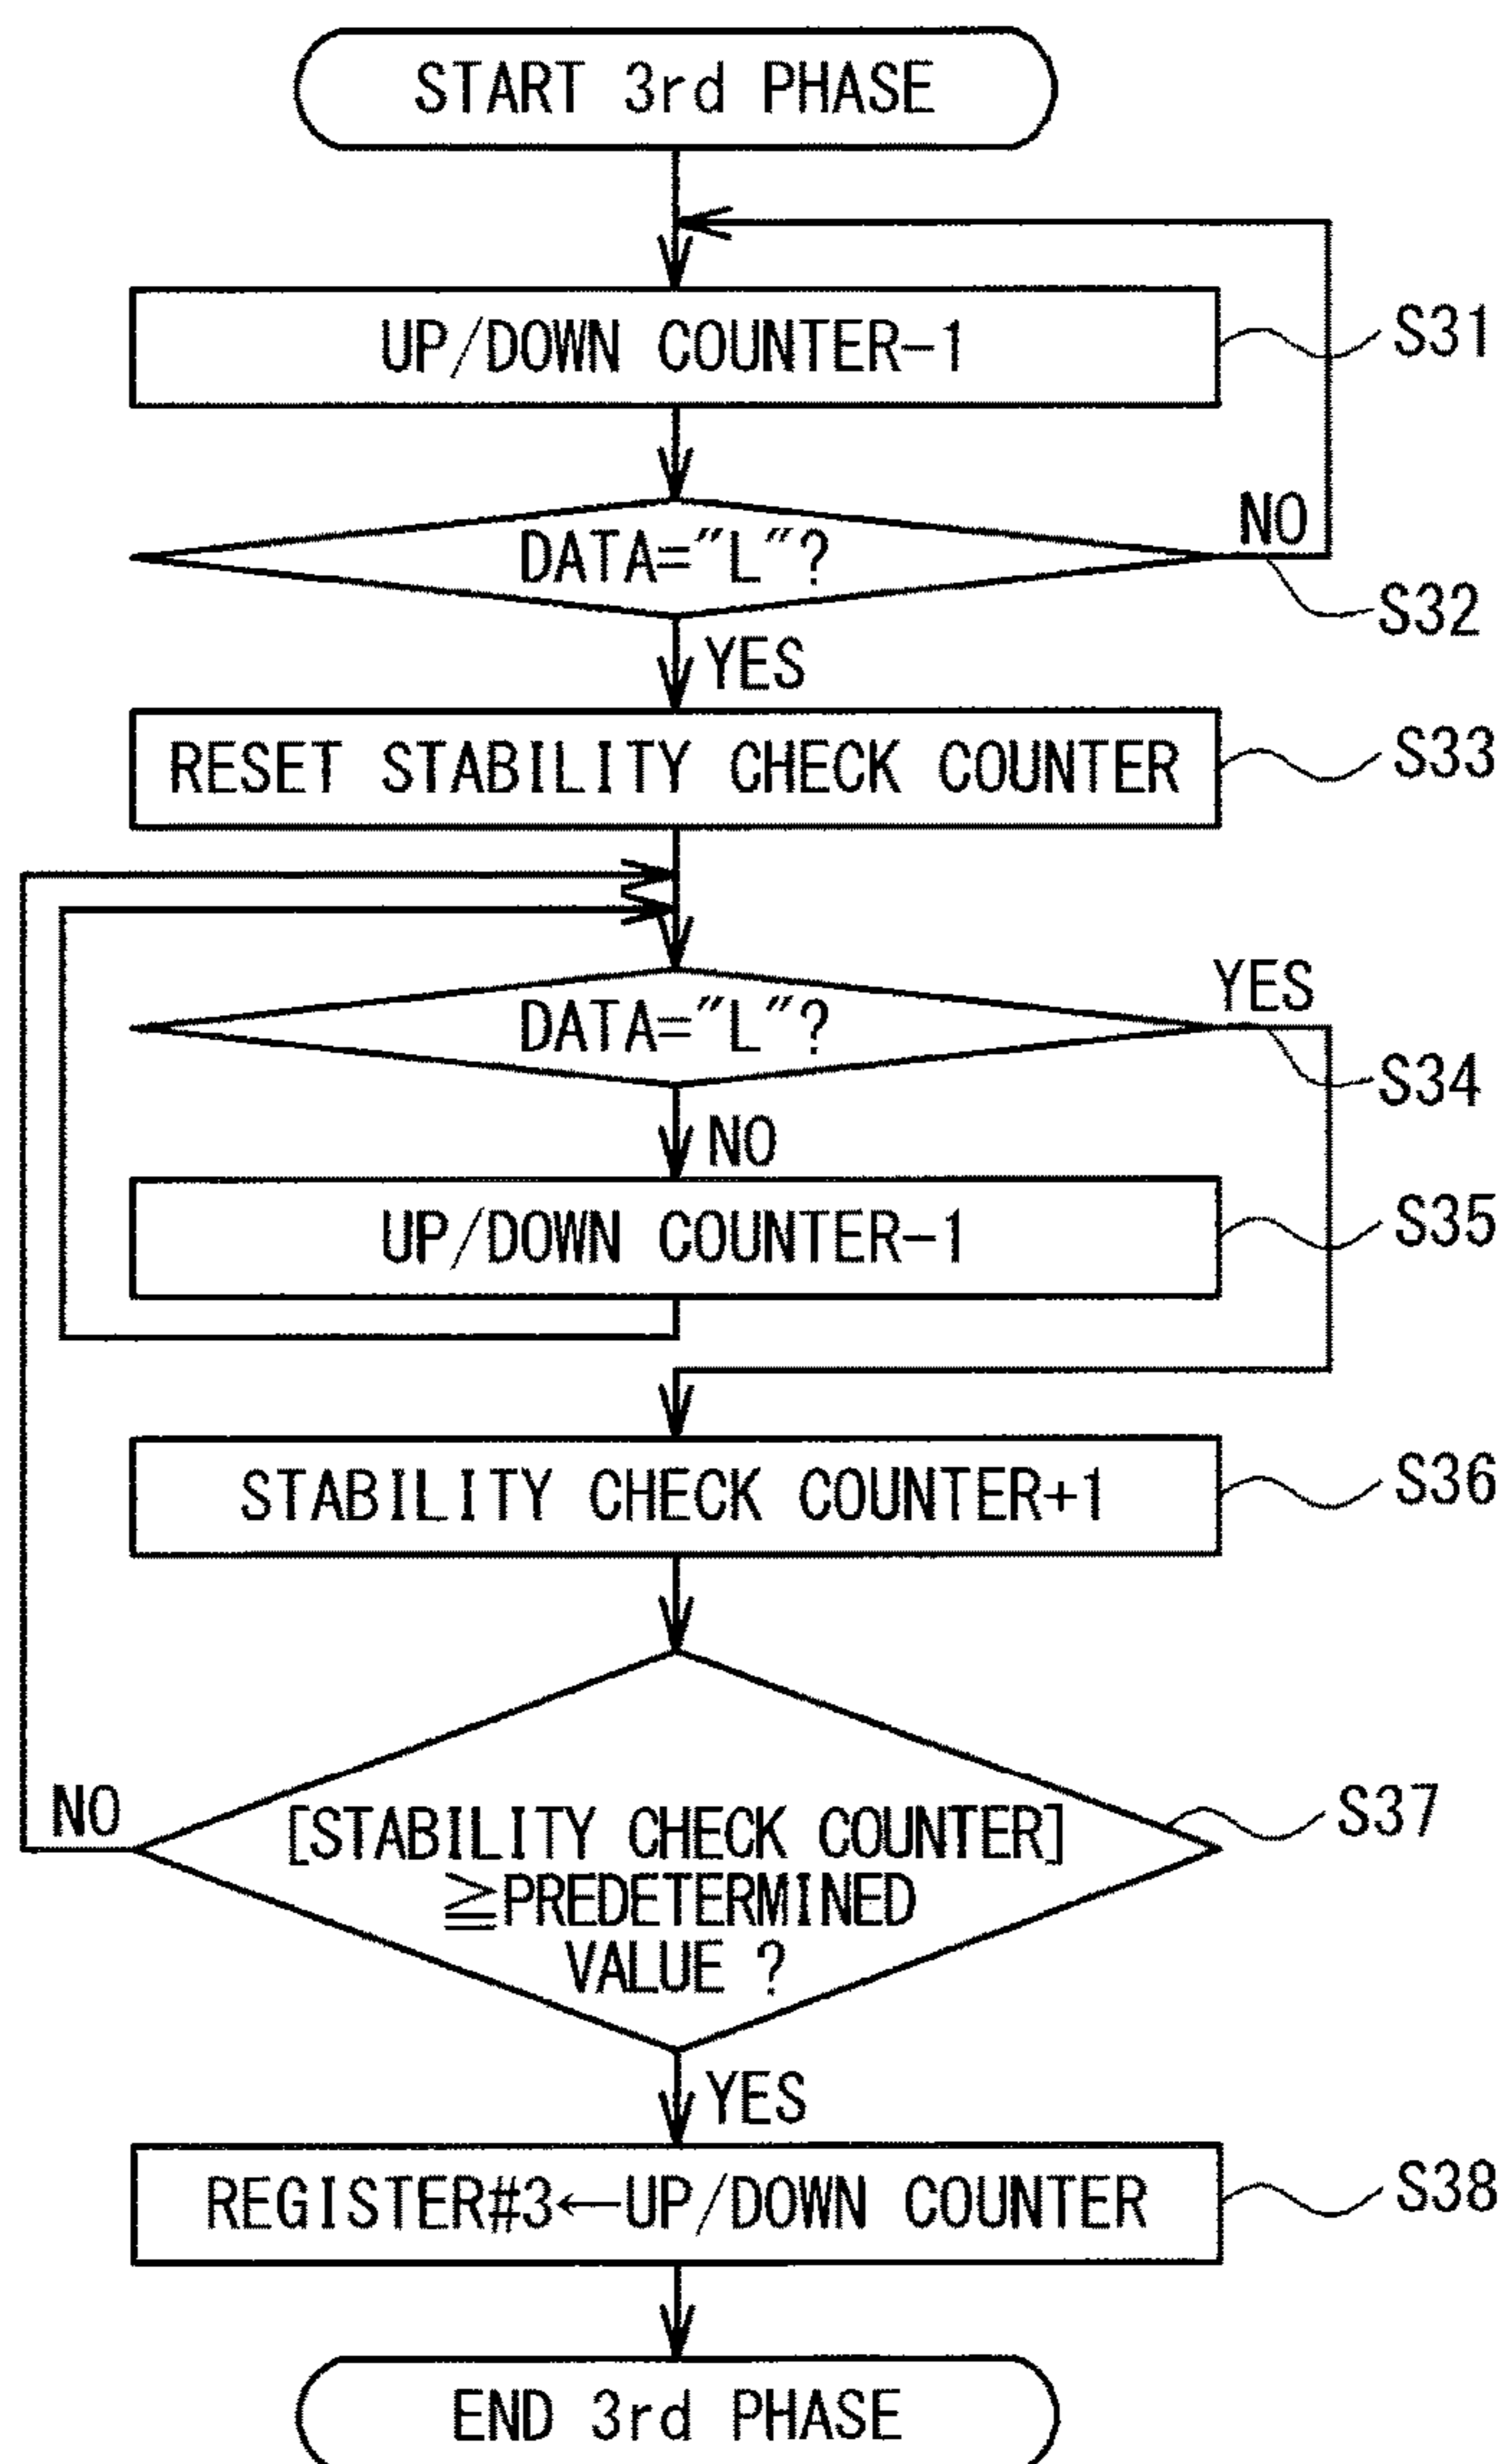 START 3rd PHASE
UP/DOWN COUNTER-1
S31
DATA="L"?
NO
S32
YES
RESET STABILITY CHECK COUNTER
S33
DATA="L"?
YES
S34
NO
UP/DOWN COUNTER-1
S35
STABILITY CHECK COUNTER+1
S36
NO
[STABILITY CHECK COUNTER]
≧PREDETERMINED
VALUE ?
S37
YES
REGISTER#3←UP/DOWN COUNTER
S38
END 3rd PHASE